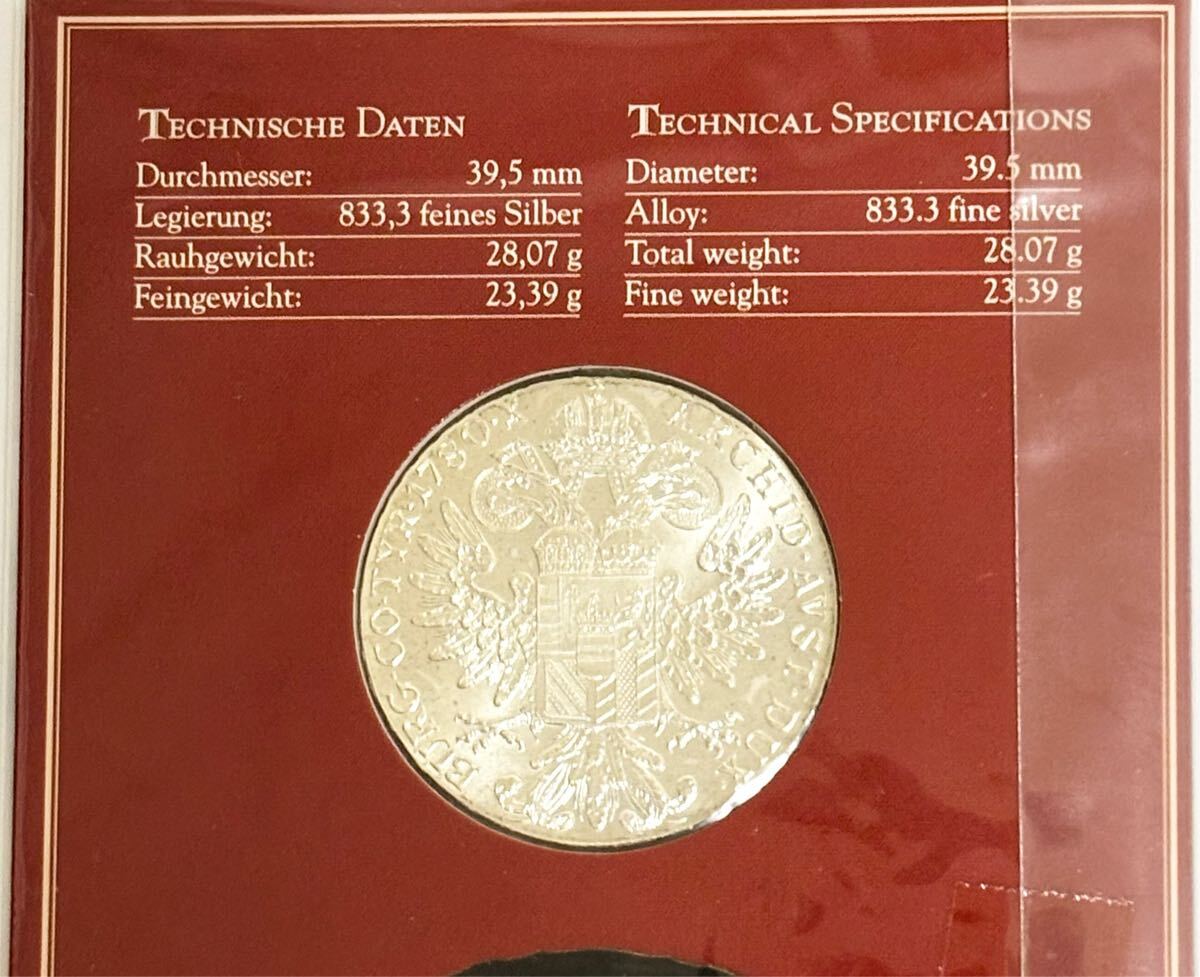 TECHNISCHE DATEN
Durchmesser: 39,5 mm
Legierung: 833,3 feines Silber
Rauhgewicht: 28,07 g
Feingewicht: 23,39 g
TECHNICAL SPECIFICATIONS
Diameter: 39.5 mm
Alloy: 833.3 fine silver
Total weight: 28.07 g
Fine weight: 23.39 g
ARCHID·AVST·DUX
BURG·CO·TYR·1780·X